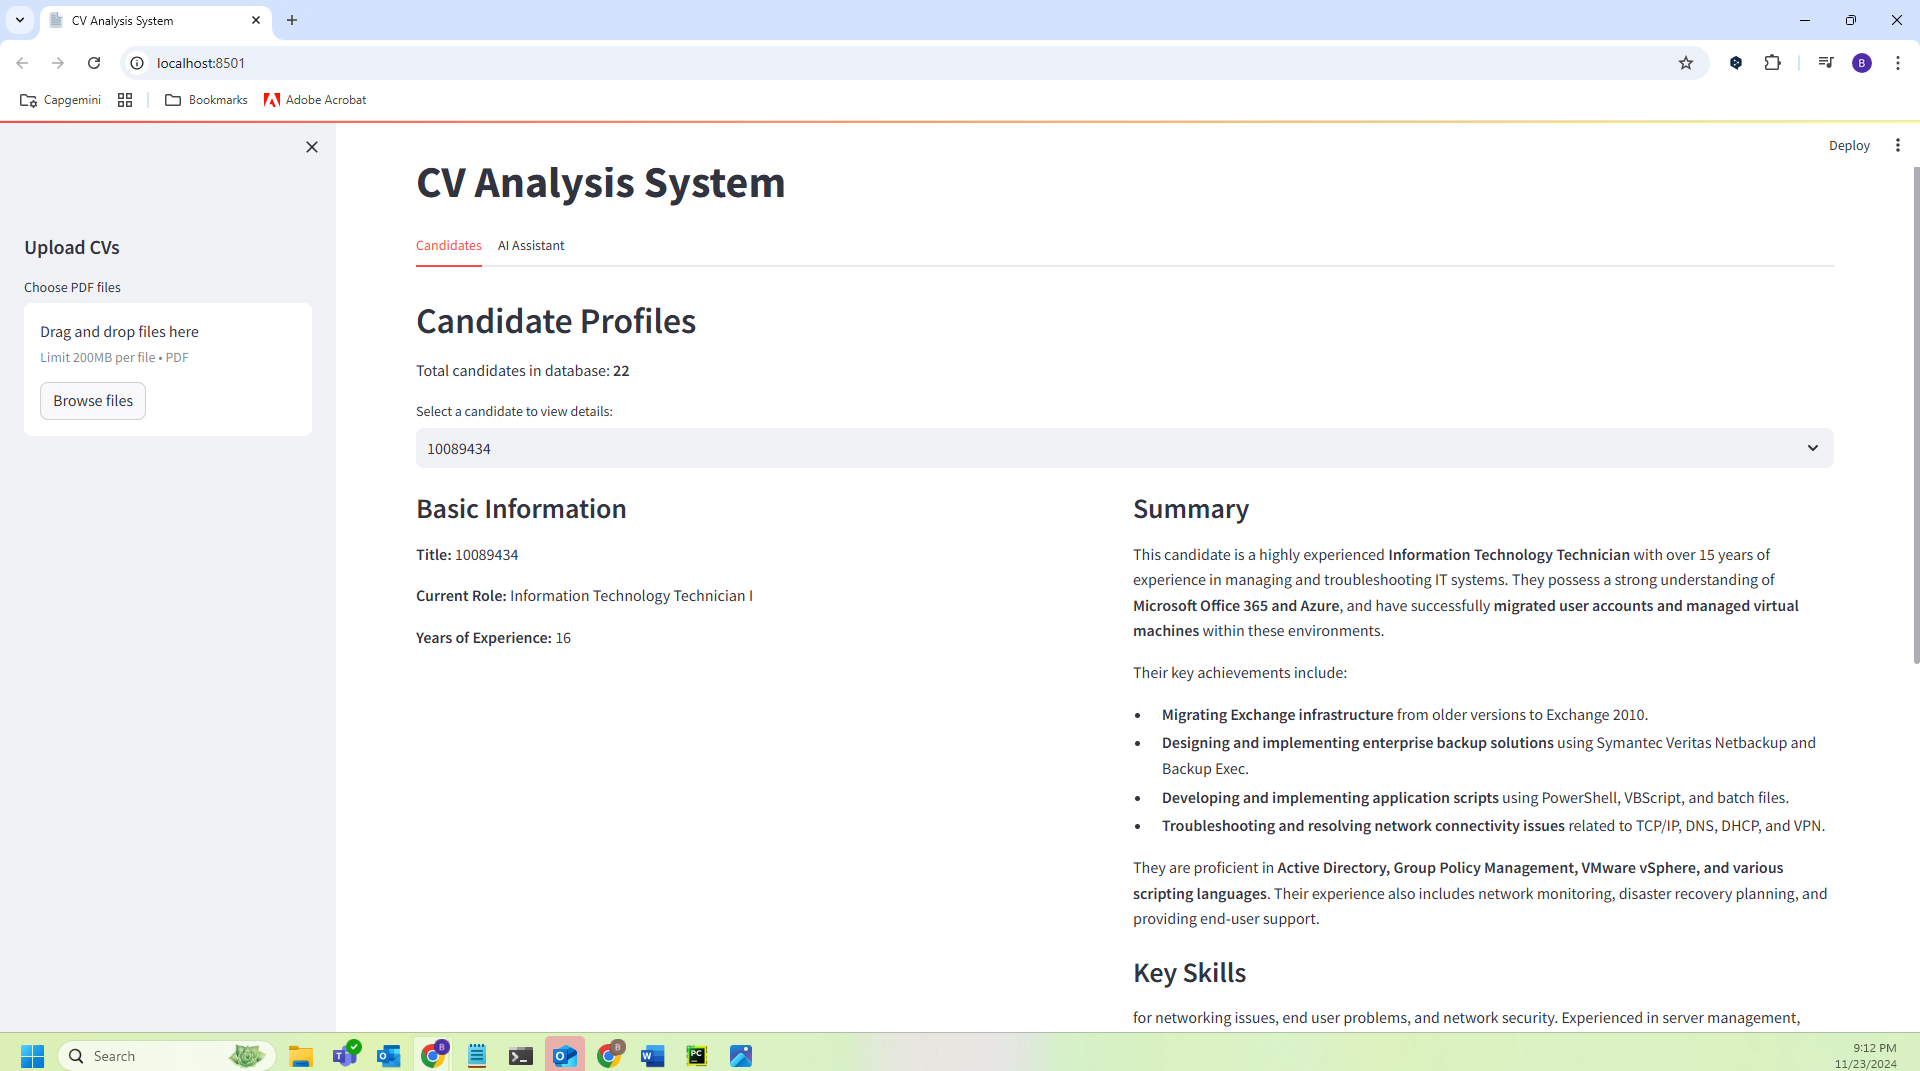 CV Analysis System
localhost:8501
B
Capgemini
Bookmarks
Adobe Acrobat
Deploy
Upload CVs
Choose PDF files
Drag and drop files here
Limit 200MB per file • PDF
Browse files
CV Analysis System
Candidates
AI Assistant
Candidate Profiles
Total candidates in database: 22
Select a candidate to view details:
10089434
Basic Information
Title: 10089434
Current Role: Information Technology Technician I
Years of Experience: 16
Summary
This candidate is a highly experienced Information Technology Technician with over 15 years of
experience in managing and troubleshooting IT systems. They possess a strong understanding of
Microsoft Office 365 and Azure, and have successfully migrated user accounts and managed virtual
machines within these environments.
Their key achievements include:
• Migrating Exchange infrastructure from older versions to Exchange 2010.
• Designing and implementing enterprise backup solutions using Symantec Veritas Netbackup and
Backup Exec.
• Developing and implementing application scripts using PowerShell, VBScript, and batch files.
• Troubleshooting and resolving network connectivity issues related to TCP/IP, DNS, DHCP, and VPN.
They are proficient in Active Directory, Group Policy Management, VMware vSphere, and various
scripting languages. Their experience also includes network monitoring, disaster recovery planning, and
providing end-user support.
Key Skills
for networking issues, end user problems, and network security. Experienced in server management,
Search
9:12 PM
11/23/2024